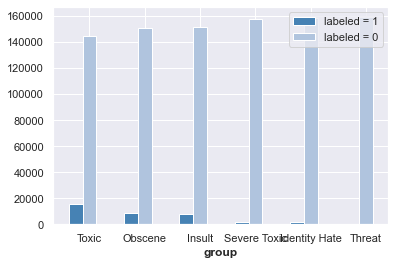 160000
140000
120000
100000
80000
60000
40000
20000
0
labeled = 1
labeled = 0
Toxic Obscene Insult Severe Toxic Identity Hate Threat
group